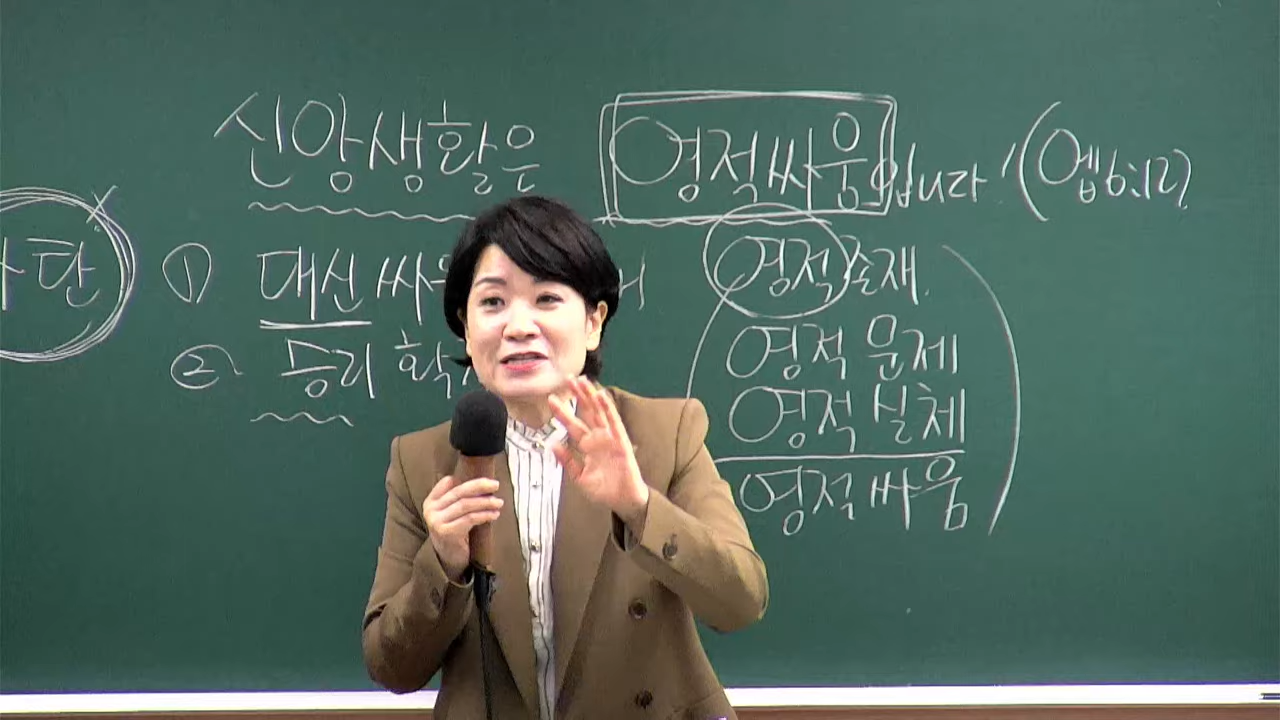 신앙생활은 영적싸움입니다! (엡6:12)
단
① 대신 싸 영적존재.
② 승리 확 영적 문제
영적 실체
영적 싸움